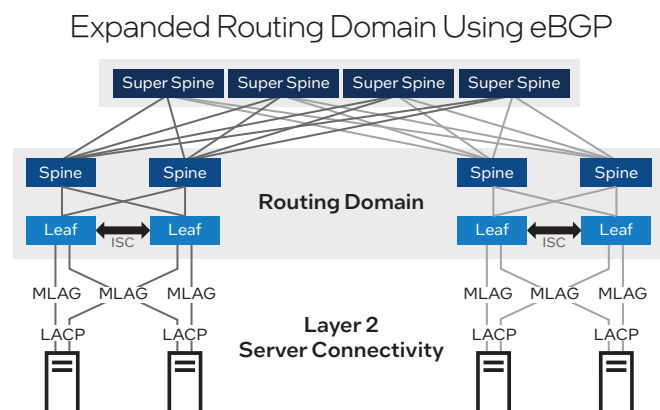 Expanded Routing Domain Using eBGP
Super Spine Super Spine Super Spine Super Spine
Spine Spine Spine Spine
Routing Domain
Leaf Leaf Leaf Leaf
ISC ISC
MLAG MLAG MLAG MLAG MLAG MLAG
Layer 2
LACP LACP LACP LACP
Server Connectivity